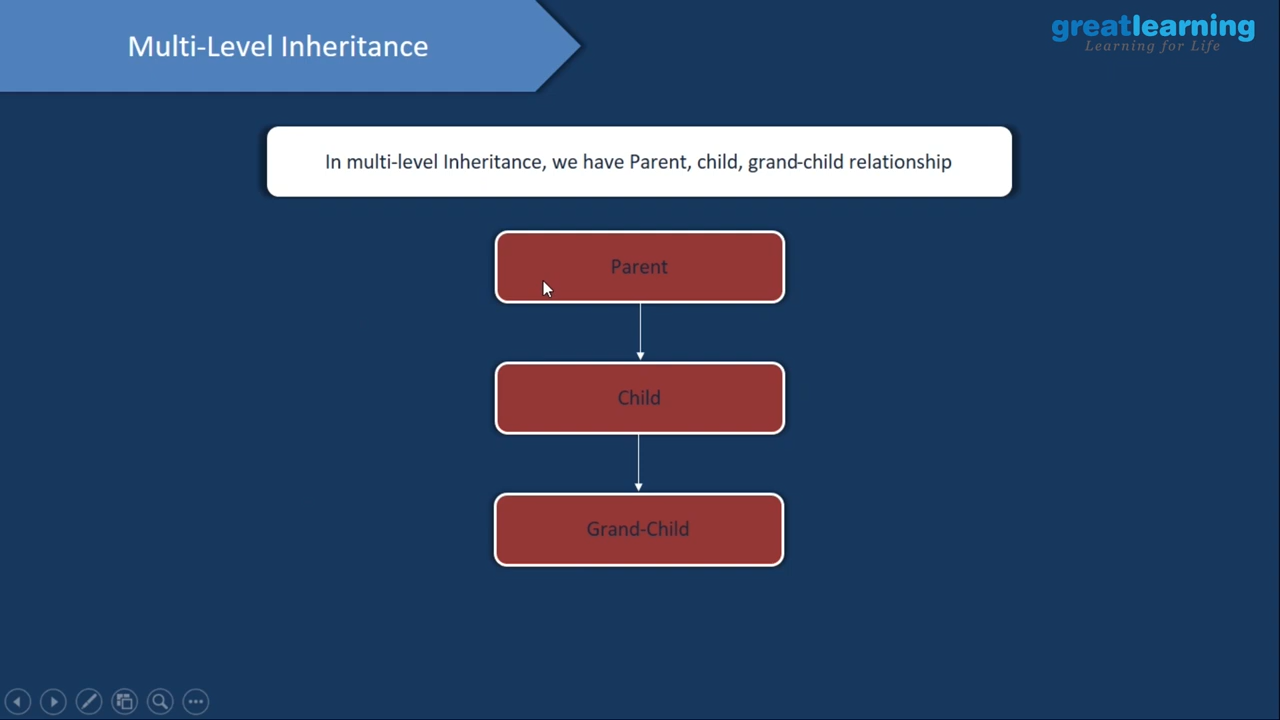 Multi-Level Inheritance
greatlearning
Learning for Life
In multi-level Inheritance, we have Parent, child, grand-child relationship
Parent
Child
Grand-Child